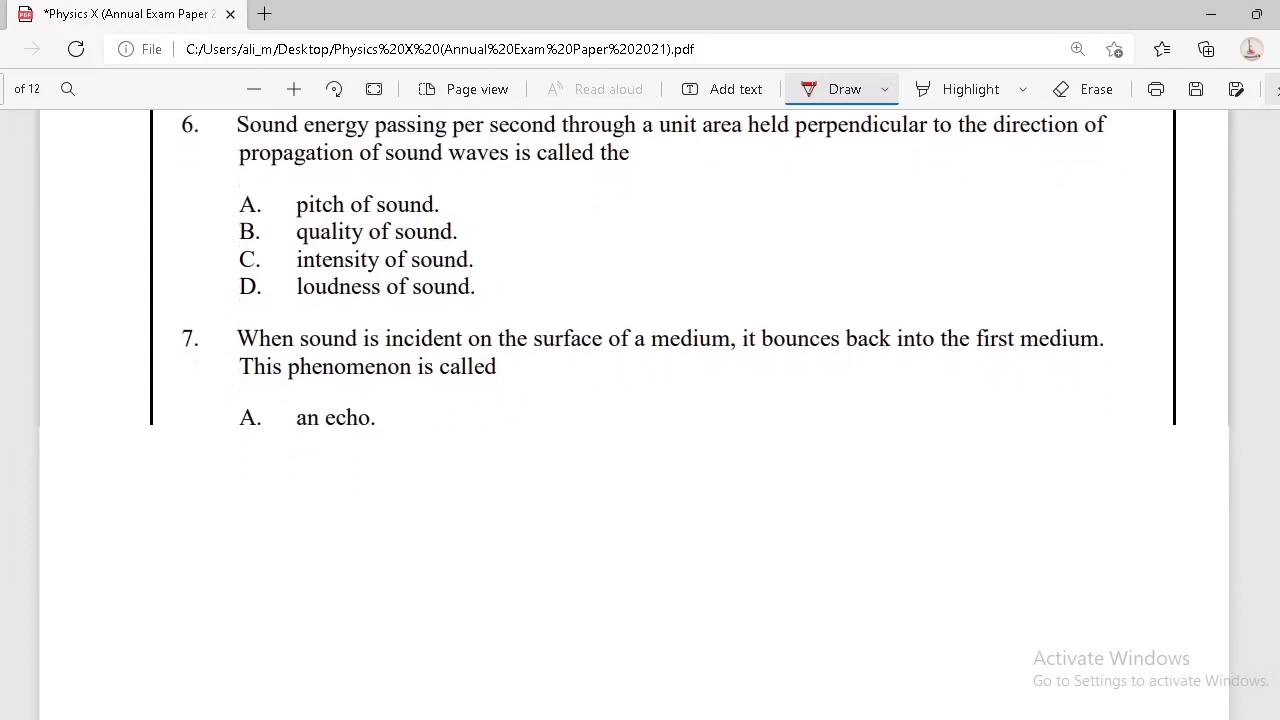 *Physics X (Annual Exam Paper 2
File C:/Users/ali_m/Desktop/Physics%20X%20(Annual%20Exam%20Paper%202021).pdf
of 12 Page view Read aloud Add text Draw Highlight Erase
6. Sound energy passing per second through a unit area held perpendicular to the direction of
propagation of sound waves is called the
A. pitch of sound.
B. quality of sound.
C. intensity of sound.
D. loudness of sound.
7. When sound is incident on the surface of a medium, it bounces back into the first medium.
This phenomenon is called
A. an echo.
Activate Windows
Go to Settings to activate Windows.